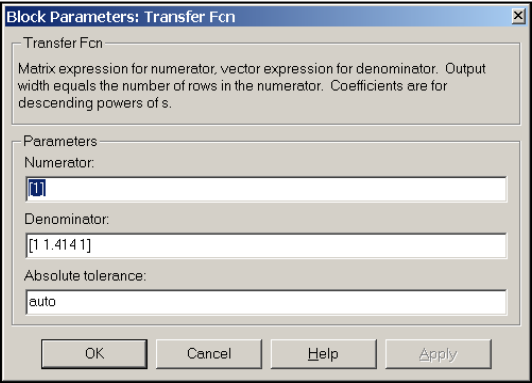 Block Parameters: Transfer Fcn
Transfer Fcn
Matrix expression for numerator, vector expression for denominator. Output
width equals the number of rows in the numerator. Coefficients are for
descending powers of s.
Parameters
Numerator:
[1]
Denominator:
[1 1.414 1]
Absolute tolerance:
auto
OK Cancel Help Apply